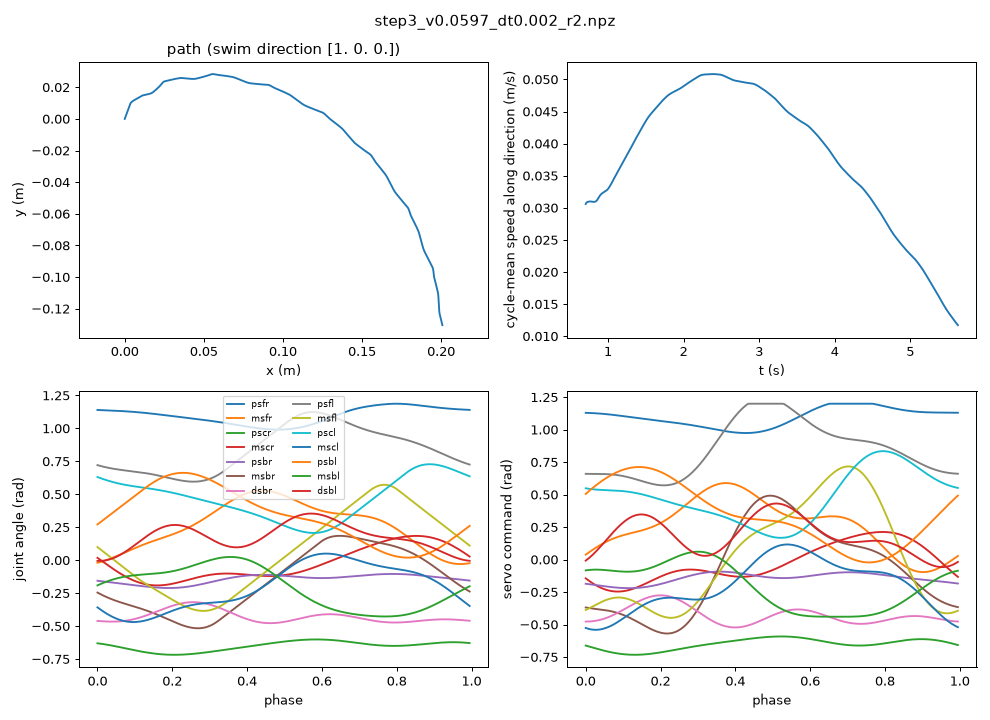 step3_v0.0597_dt0.002_r2.npz
path (swim direction [1. 0. 0.])
0.02
0.00
−0.02
−0.04
−0.06
−0.08
−0.10
−0.12
y (m)
0.00 0.05 0.10 0.15 0.20
x (m)
0.050
0.045
0.040
0.035
0.030
0.025
0.020
0.015
0.010
cycle-mean speed along direction (m/s)
1 2 3 4 5
t (s)
1.25
1.00
0.75
0.50
0.25
0.00
−0.25
−0.50
−0.75
joint angle (rad)
psfr psfl
msfr msfl
pscr pscl
mscr mscl
psbr psbl
msbr msbl
dsbr dsbl
0.0 0.2 0.4 0.6 0.8 1.0
phase
1.25
1.00
0.75
0.50
0.25
0.00
−0.25
−0.50
−0.75
servo command (rad)
0.0 0.2 0.4 0.6 0.8 1.0
phase